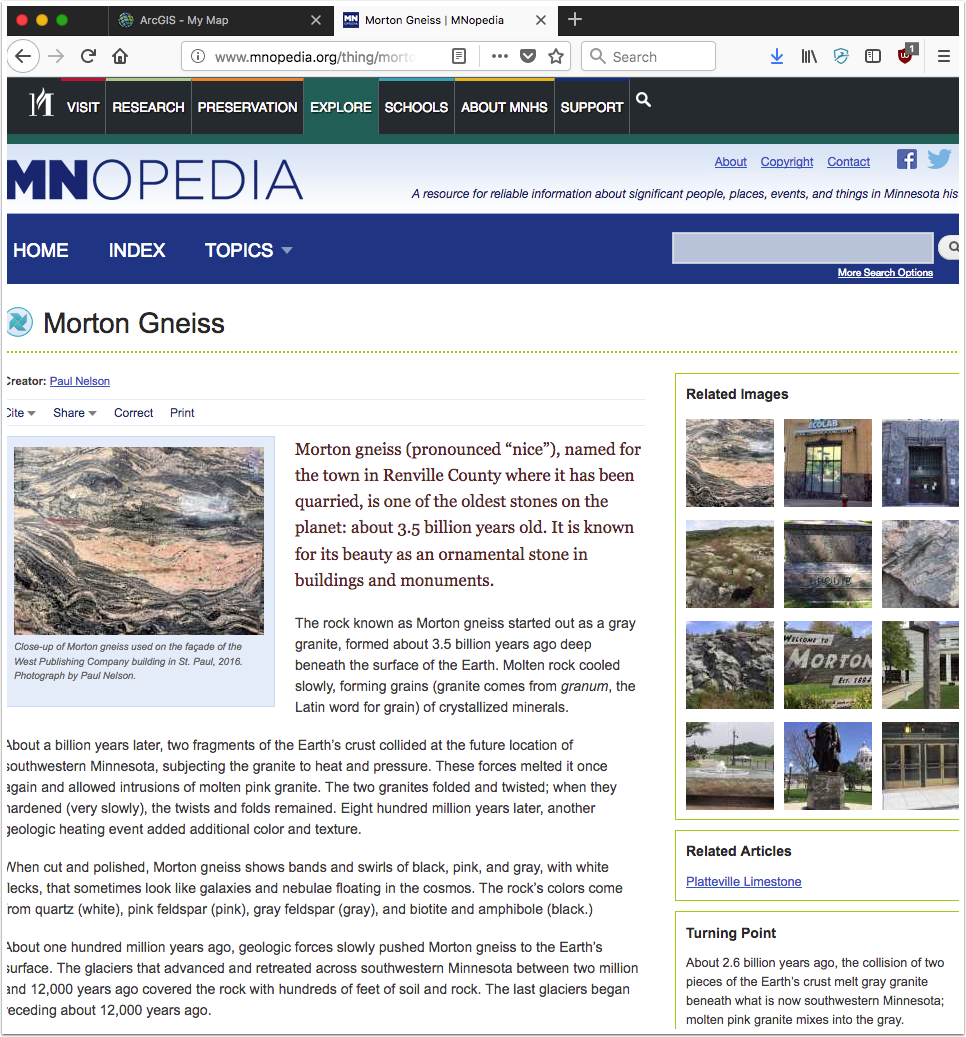 ArcGIS - My Map
MN
Morton Gneiss | MNopedia
www.mnopedia.org/thing/morto
Search
1
VISIT
RESEARCH
PRESERVATION
EXPLORE
SCHOOLS
ABOUT MNHS
SUPPORT
About
Copyright
Contact
MNOPEDIA
A resource for reliable information about significant people, places, events, and things in Minnesota his
HOME
INDEX
TOPICS
More Search Options
Morton Gneiss
Creator: Paul Nelson
Cite
Share
Correct
Print
Close-up of Morton gneiss used on the façade of the
West Publishing Company building in St. Paul, 2016.
Photograph by Paul Nelson.
Morton gneiss (pronounced “nice”), named for
the town in Renville County where it has been
quarried, is one of the oldest stones on the
planet: about 3.5 billion years old. It is known
for its beauty as an ornamental stone in
buildings and monuments.
The rock known as Morton gneiss started out as a gray
granite, formed about 3.5 billion years ago deep
beneath the surface of the Earth. Molten rock cooled
slowly, forming grains (granite comes from granum, the
Latin word for grain) of crystallized minerals.
About a billion years later, two fragments of the Earth’s crust collided at the future location of
southwestern Minnesota, subjecting the granite to heat and pressure. These forces melted it once
again and allowed intrusions of molten pink granite. The two granites folded and twisted; when they
hardened (very slowly), the twists and folds remained. Eight hundred million years later, another
geologic heating event added additional color and texture.
When cut and polished, Morton gneiss shows bands and swirls of black, pink, and gray, with white
flecks, that sometimes look like galaxies and nebulae floating in the cosmos. The rock’s colors come
from quartz (white), pink feldspar (pink), gray feldspar (gray), and biotite and amphibole (black.)
About one hundred million years ago, geologic forces slowly pushed Morton gneiss to the Earth’s
surface. The glaciers that advanced and retreated across southwestern Minnesota between two million
and 12,000 years ago covered the rock with hundreds of feet of soil and rock. The last glaciers began
receding about 12,000 years ago.
Related Images
ECOLAB
WELCOME TO
MORTON
EST. 1894
Related Articles
Platteville Limestone
Turning Point
About 2.6 billion years ago, the collision of two
pieces of the Earth’s crust melt gray granite
beneath what is now southwestern Minnesota;
molten pink granite mixes into the gray.